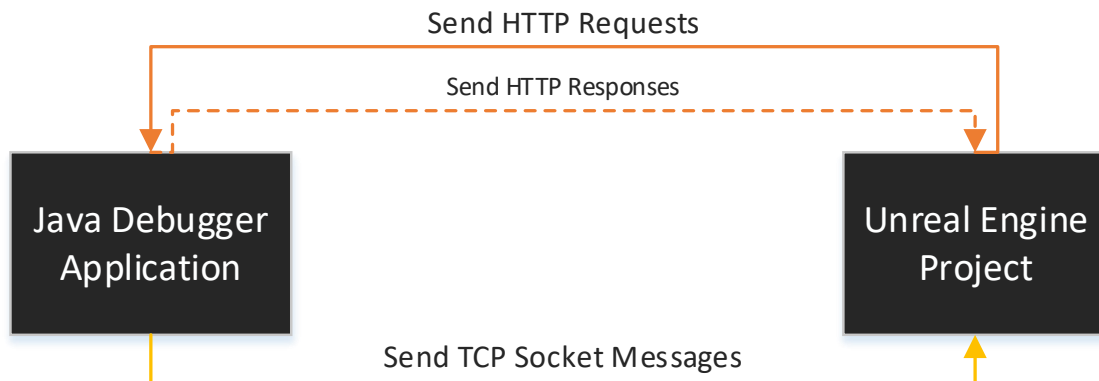 Send HTTP Requests
Send HTTP Responses
Java Debugger
Application
Unreal Engine
Project
Send TCP Socket Messages